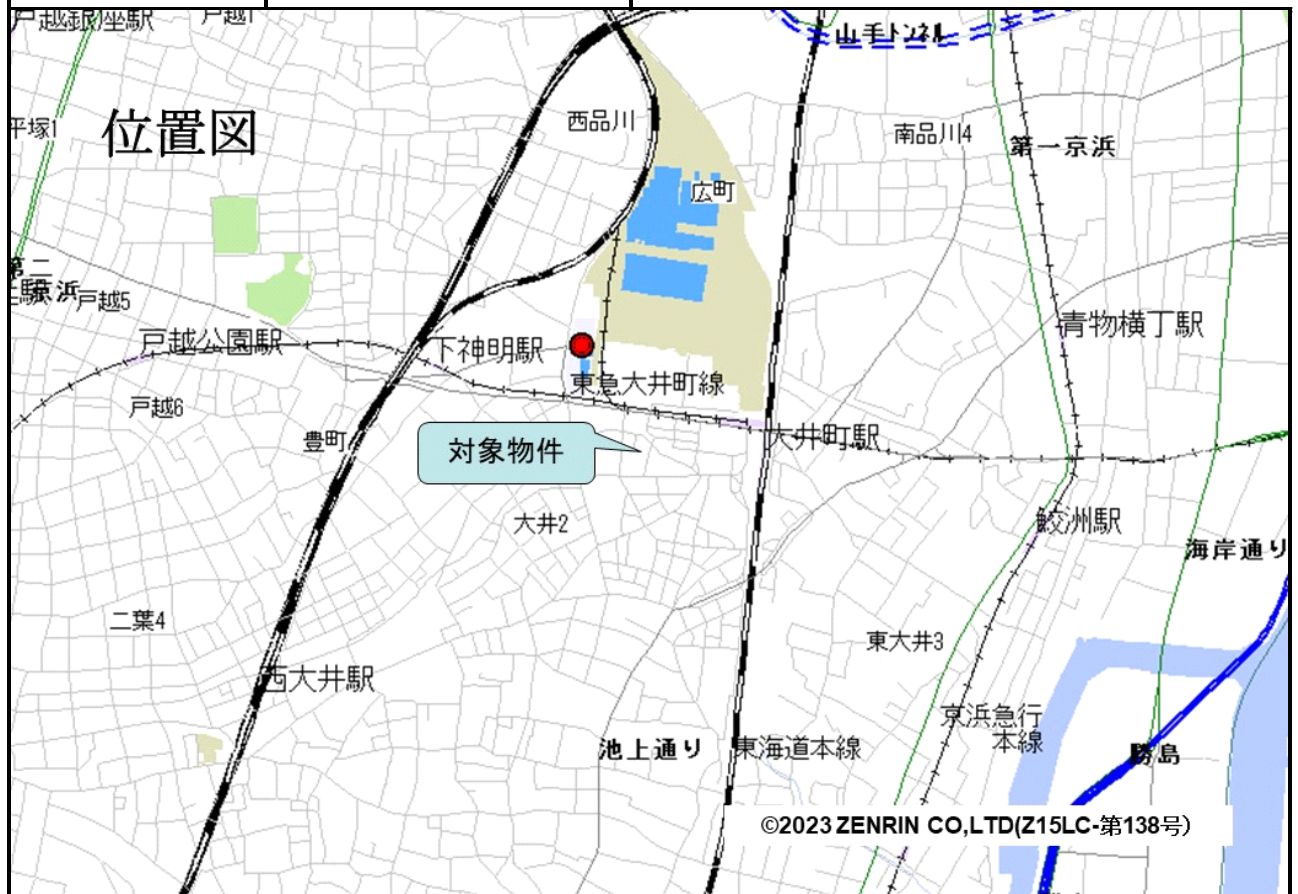 戸越銀座駅
戸越1
山手トンネル
位置図
平塚1
西品川
南品川4
第一京浜
広町
第二
京浜
戸越5
戸越公園駅
下神明駅
青物横丁駅
東急大井町線
戸越6
豊町
対象物件
大井町駅
大井2
鮫洲駅
海岸通り
二葉4
東大井3
西大井駅
京浜急行
本線
池上通り
東海道本線
勝島
©2023 ZENRIN CO,LTD(Z15LC-第138号)